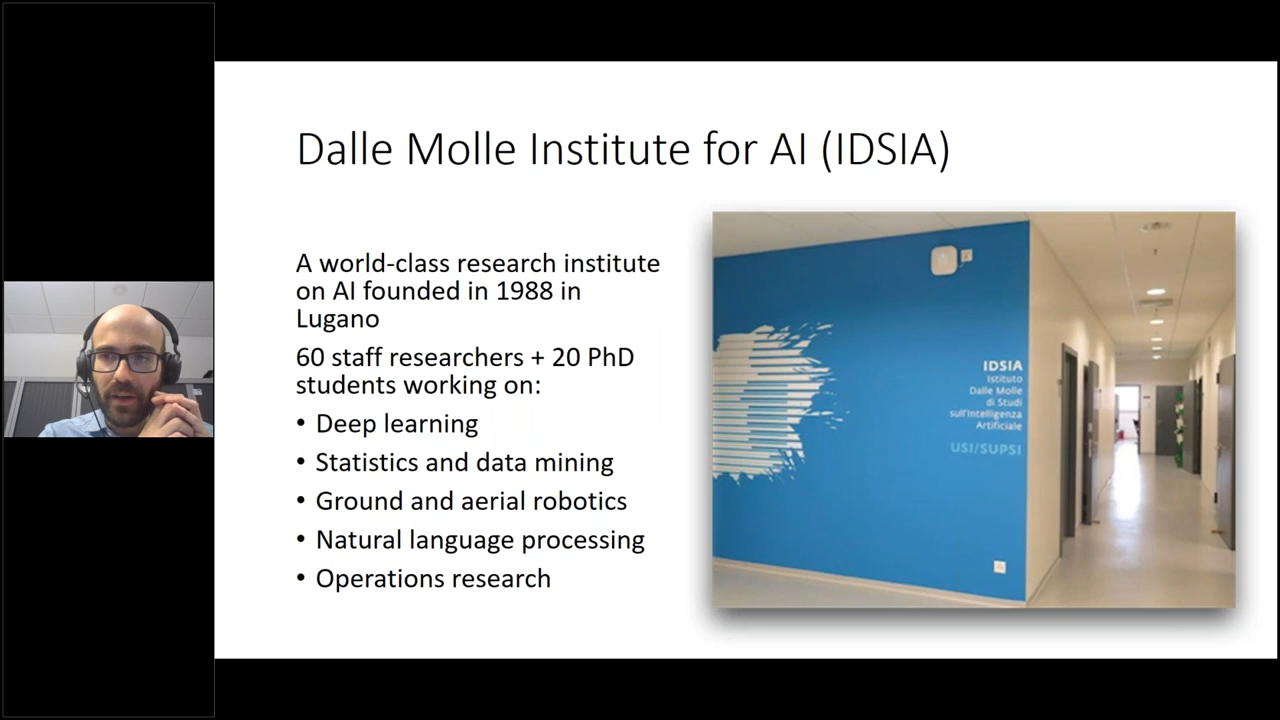 Dalle Molle Institute for AI (IDSIA)
A world-class research institute
on AI founded in 1988 in
Lugano
60 staff researchers + 20 PhD
students working on:
• Deep learning
• Statistics and data mining
• Ground and aerial robotics
• Natural language processing
• Operations research
IDSIA
Istituto
Dalle Molle
di Studi
sull'Intelligenza
Artificiale
USI/SUPSI